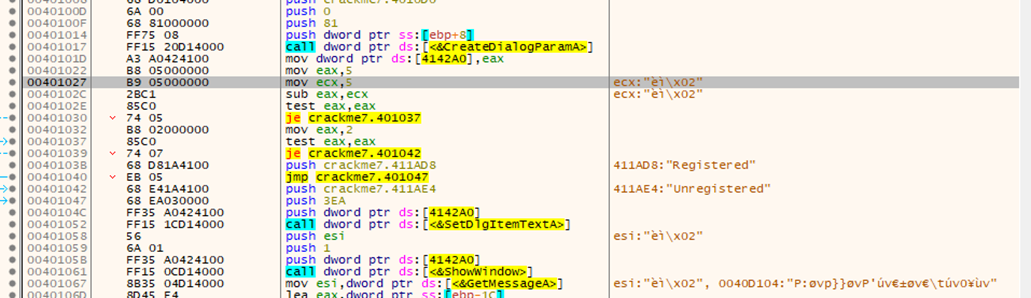 0040100D 6A 00 push 0
0040100F 68 81000000 push 81
00401014 FF75 08 push dword ptr ss:[ebp+8]
00401017 FF15 20D14000 call dword ptr ds:[<&CreateDialogParamA>]
0040101D A3 A0424100 mov dword ptr ds:[4142A0],eax
00401022 B8 05000000 mov eax,5
00401027 B9 05000000 mov ecx,5 ecx:"èì\x02"
0040102C 2BC1 sub eax,ecx ecx:"èì\x02"
0040102E 85C0 test eax,eax
00401030 74 05 je crackme7.401037
00401032 B8 02000000 mov eax,2
00401037 85C0 test eax,eax
00401039 74 07 je crackme7.401042
0040103B 68 D81A4100 push crackme7.411AD8 411AD8:"Registered"
00401040 EB 05 jmp crackme7.401047
00401042 68 E41A4100 push crackme7.411AE4 411AE4:"Unregistered"
00401047 68 EA030000 push 3EA
0040104C FF35 A0424100 push dword ptr ds:[4142A0]
00401052 FF15 1CD14000 call dword ptr ds:[<&SetDlgItemTextA>]
00401058 56 push esi esi:"èì\x02"
00401059 6A 01 push 1
0040105B FF35 A0424100 push dword ptr ds:[4142A0]
00401061 FF15 0CD14000 call dword ptr ds:[<&ShowWindow>]
00401067 8B35 04D14000 mov esi,dword ptr ds:[<&GetMessageA>] esi:"èì\x02", 0040D104:"P:øvp}}øvP'úv€±øv€\túv0¥ùv"
0040106D 8D45 E4 lea eax,dword ptr ss:[ebp-1C]